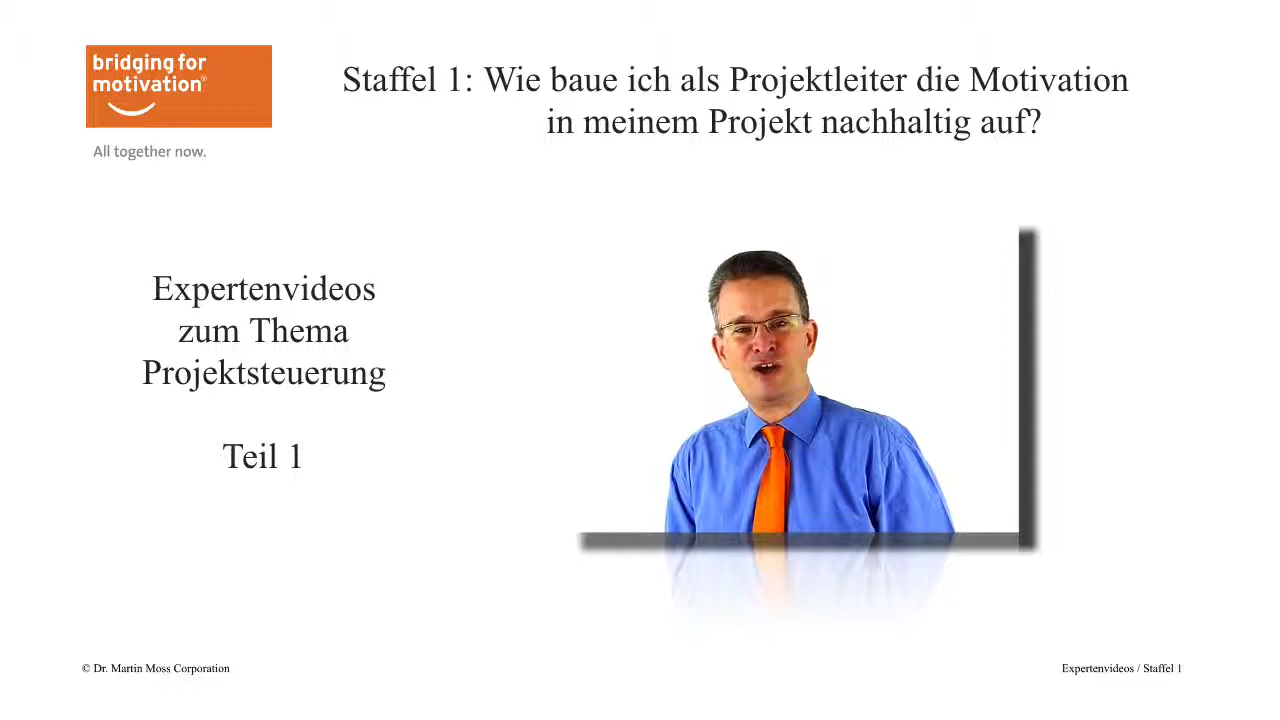 bridging for
motivation®
All together now.
Staffel 1: Wie baue ich als Projektleiter die Motivation
in meinem Projekt nachhaltig auf?
Expertenvideos
zum Thema
Projektsteuerung
Teil 1
© Dr. Martin Moss Corporation
Expertenvideos / Staffel 1